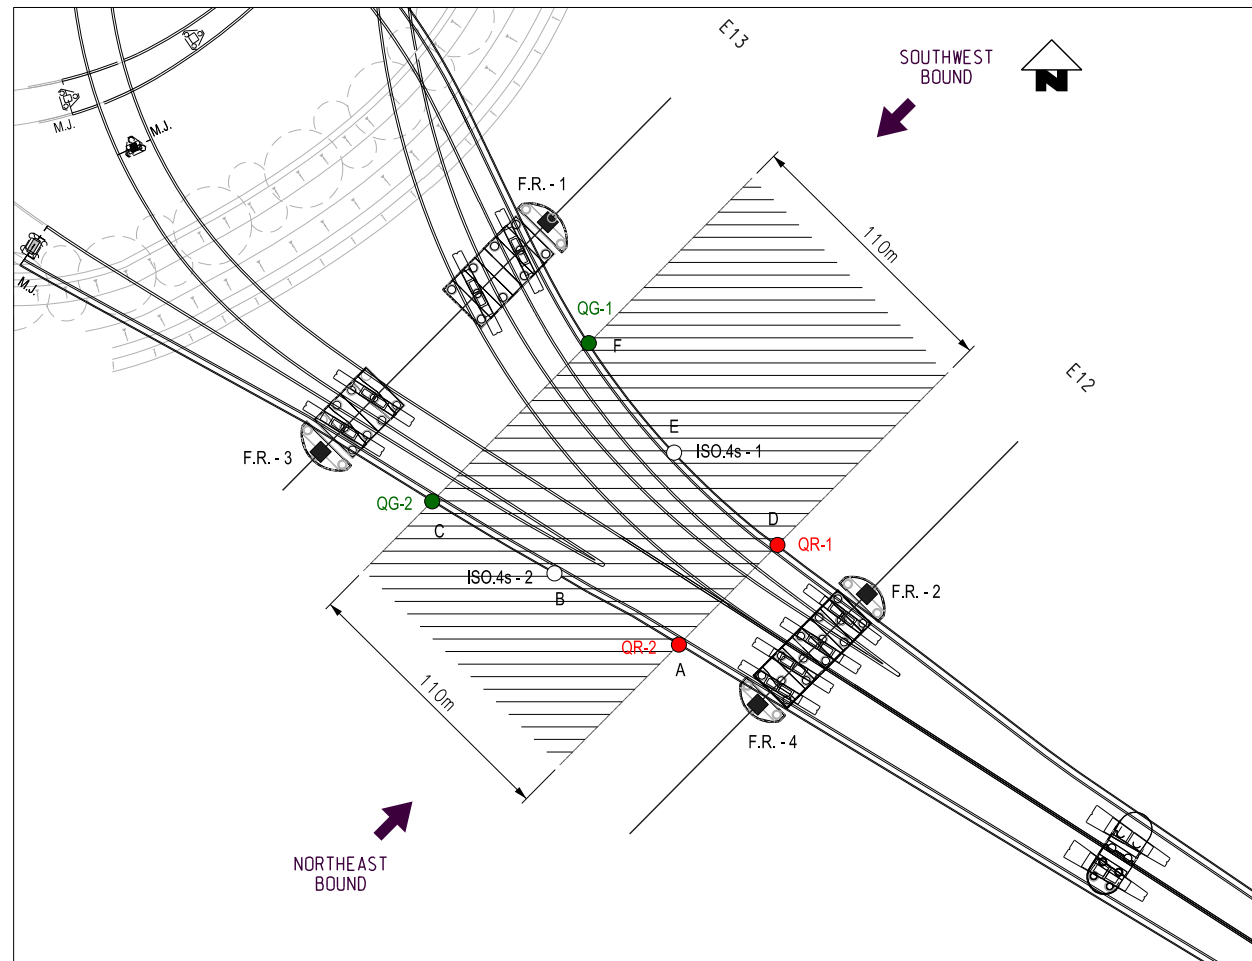 E13
SOUTHWEST
BOUND
N
M.J.
M.J.
F.R. - 1
110m
M.J.
QG-1
F
E12
E
ISO.4s - 1
F.R. - 3
QG-2
C
D
QR-1
ISO.4s - 2
B
F.R. - 2
QR-2
A
110m
F.R. - 4
NORTHEAST
BOUND